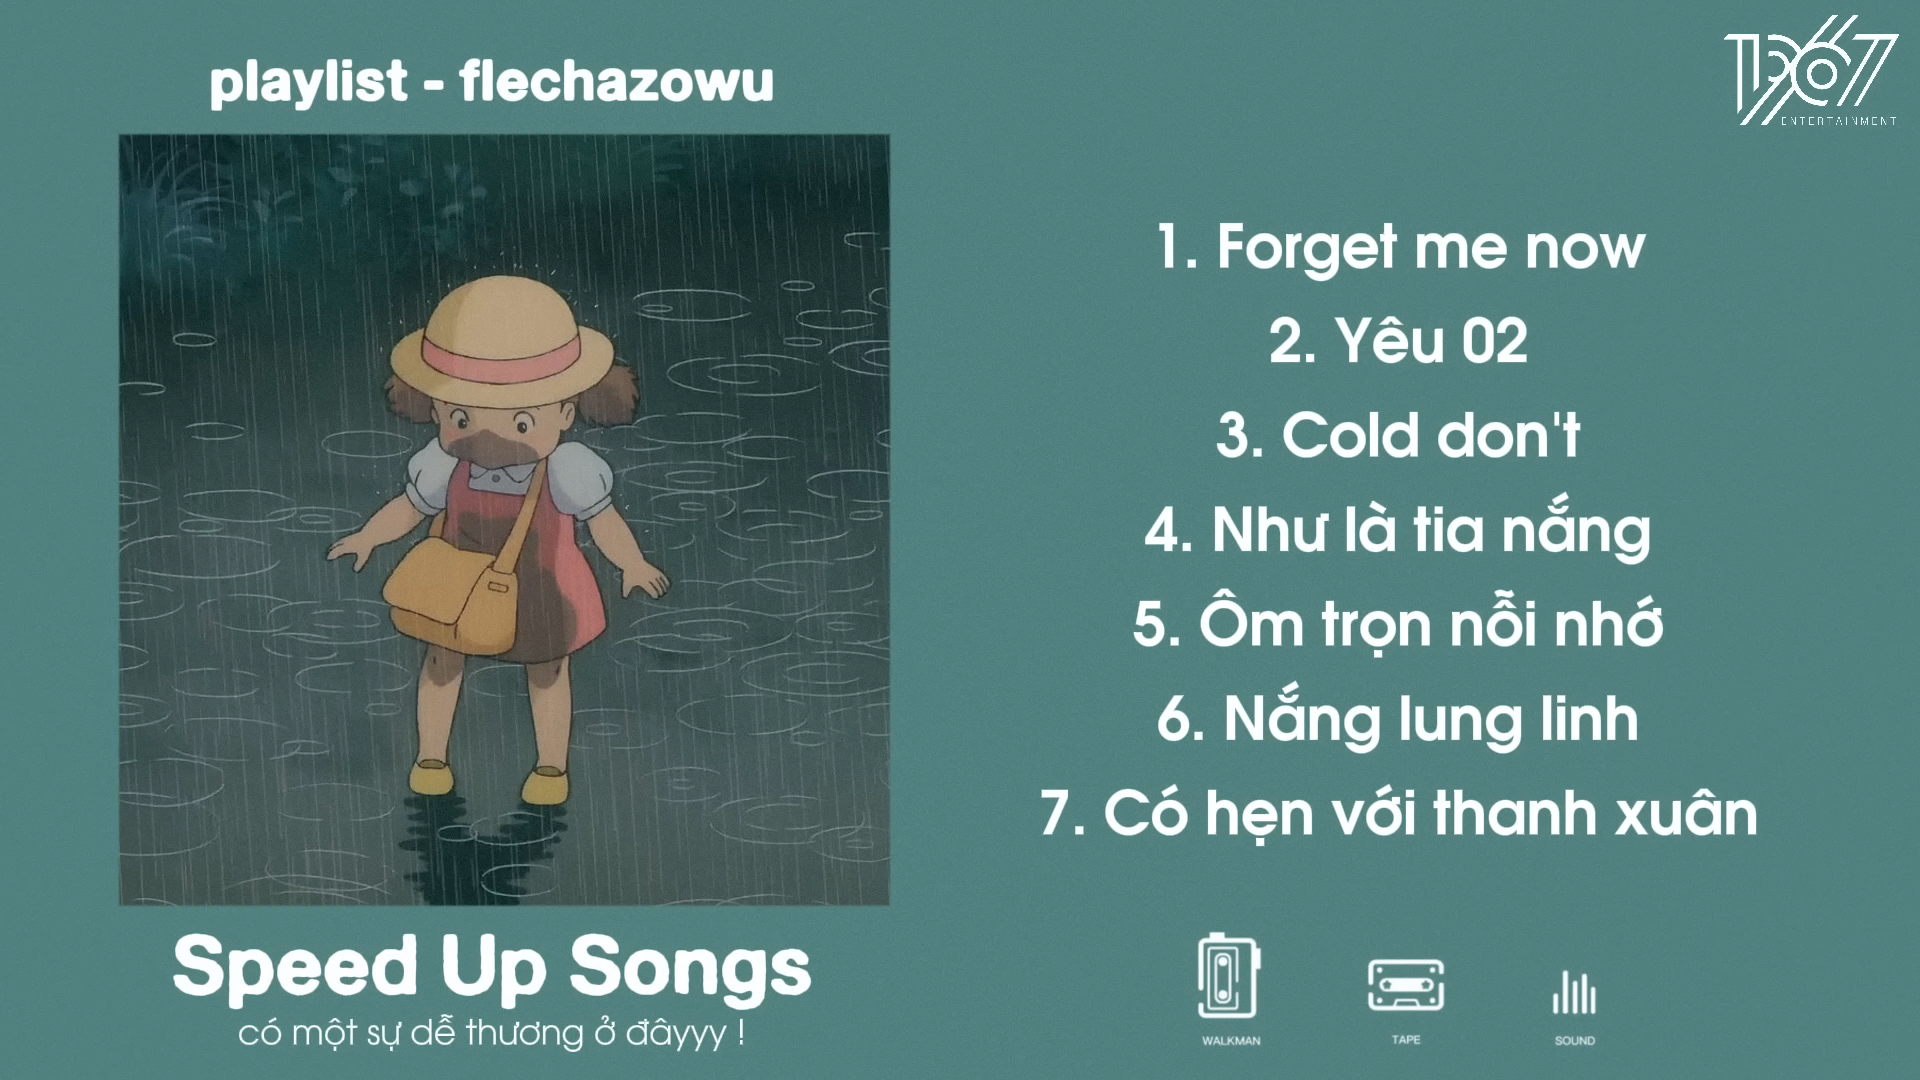 playlist - flechazowu
1967
ENTERTAINMENT
1. Forget me now
2. Yêu 02
3. Cold don't
4. Như là tia nắng
5. Ôm trọn nỗi nhớ
6. Nắng lung linh
7. Có hẹn với thanh xuân
Speed Up Songs
có một sự dễ thương ở đâyyy !
WALKMAN
TAPE
SOUND